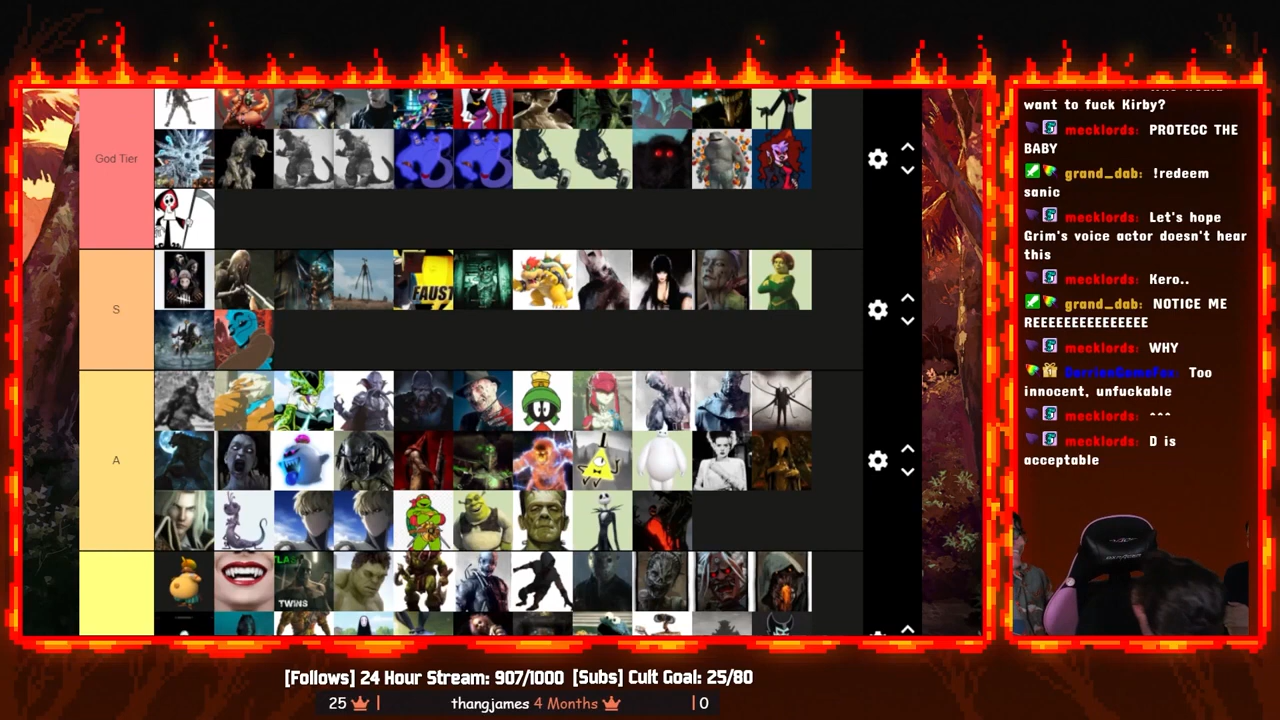 want to fuck Kirby?
mecklords: PROTECC THE
BABY
grand_dab: !redeem
sanic
mecklords: Let's hope
Grim's voice actor doesn't hear
this
mecklords: Kero..
grand_dab: NOTICE ME
REEEEEEEEEEEEEEE
mecklords: WHY
DerrionGameFox: Too
innocent, unfuckable
mecklords: ^^^
mecklords: D is
acceptable
God Tier
S
FAUST
A
TWINS
[Follows] 24 Hour Stream: 907/1000 [Subs] Cult Goal: 25/80
25 thangjames 4 Months 0